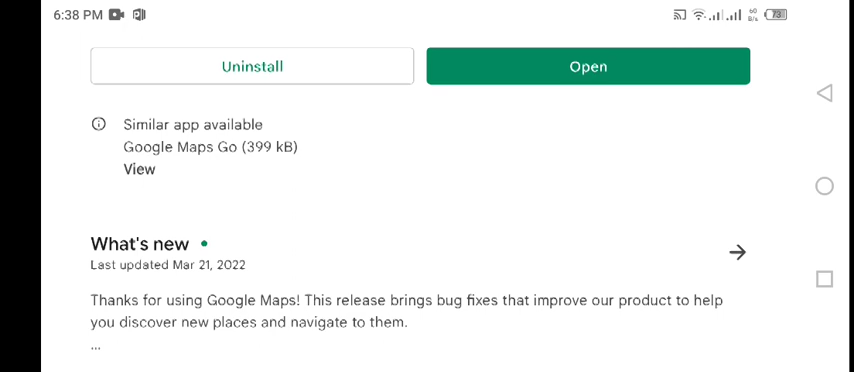 6:38 PM
60
B/s
73
Uninstall
Open
Similar app available
Google Maps Go (399 kB)
View
What's new
Last updated Mar 21, 2022
Thanks for using Google Maps! This release brings bug fixes that improve our product to help
you discover new places and navigate to them.
...